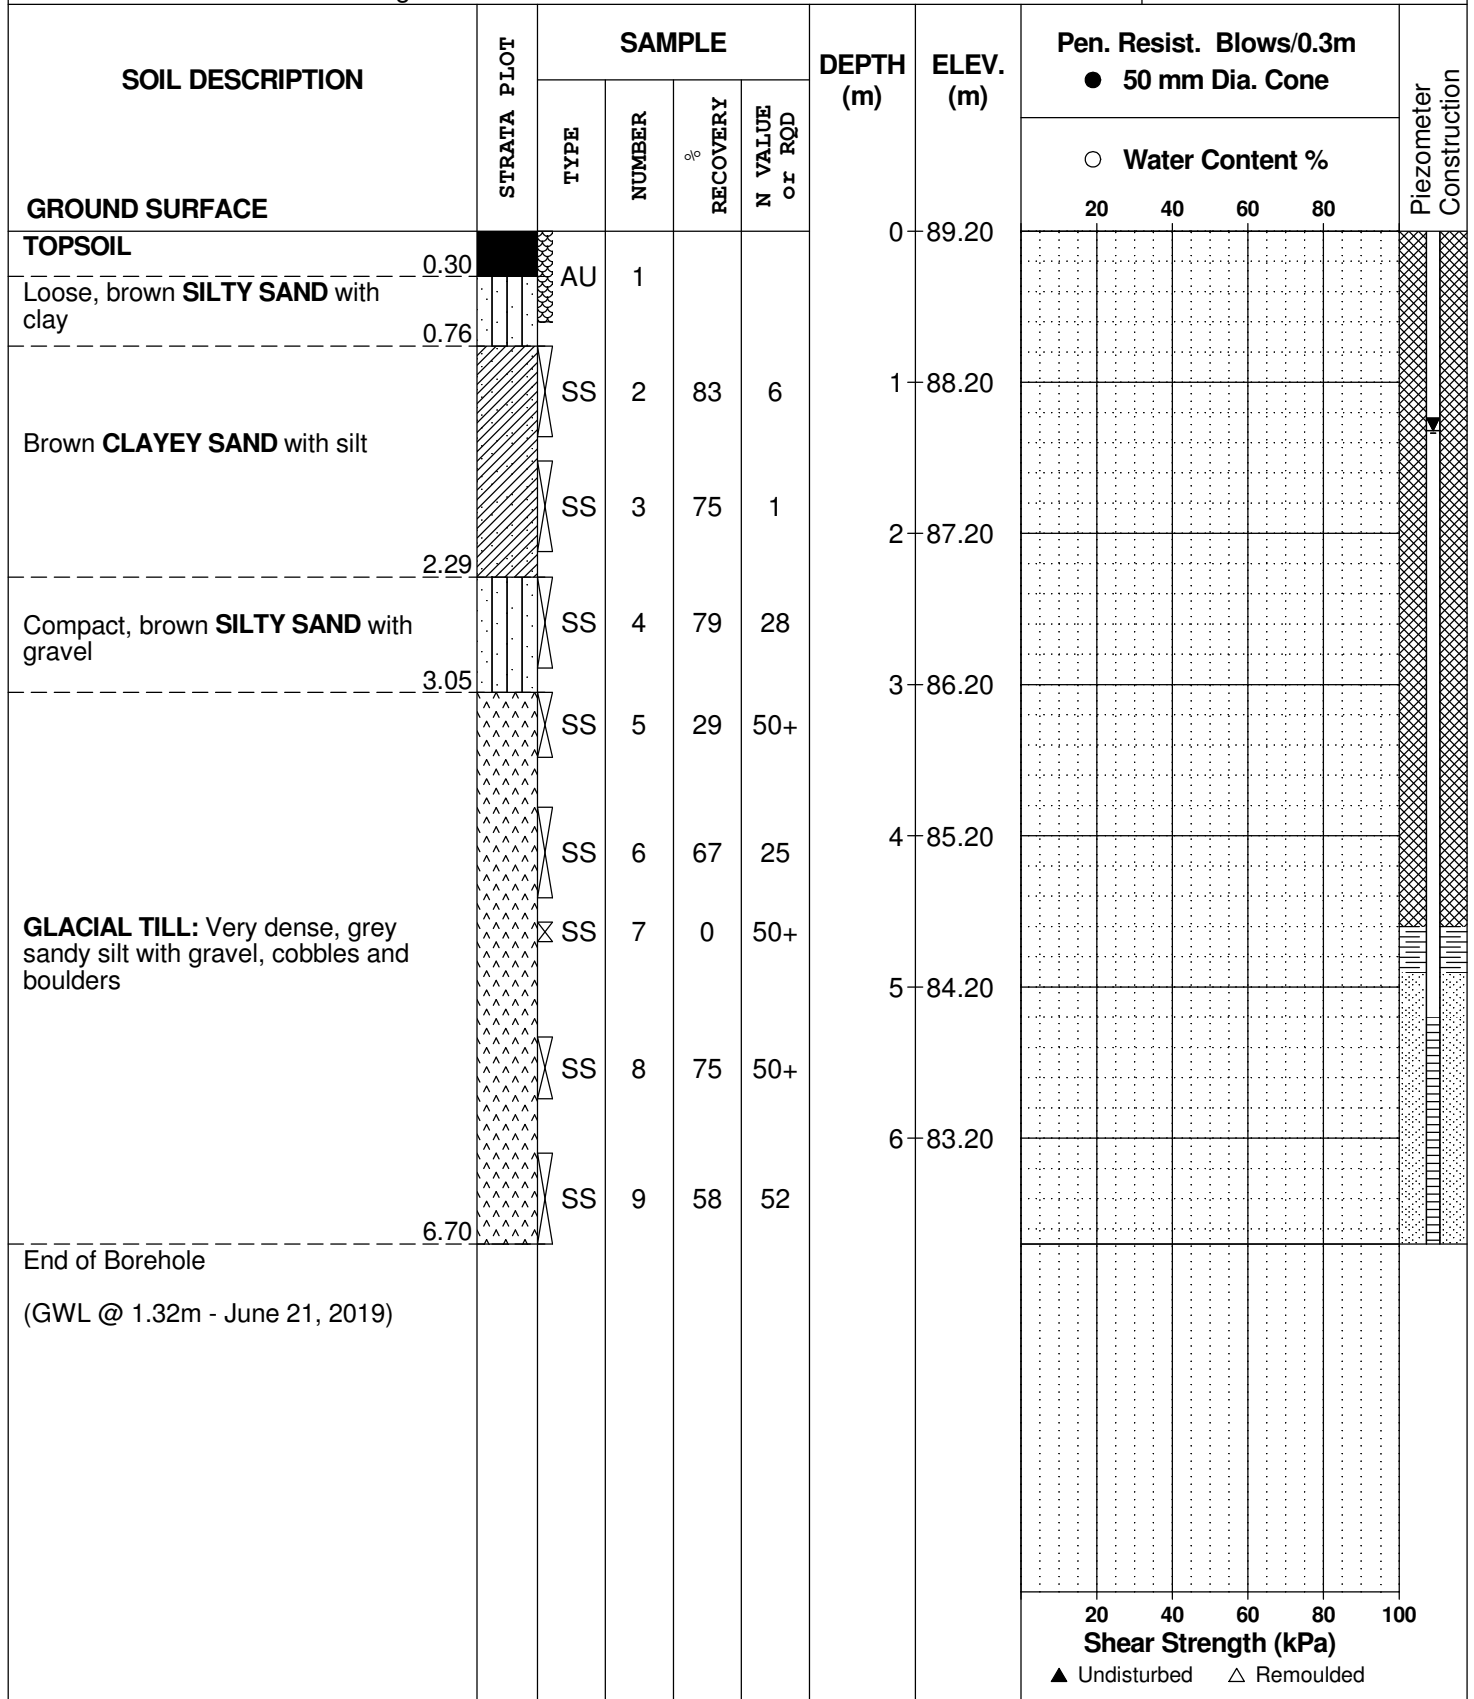 SOIL DESCRIPTION
GROUND SURFACE
STRATA PLOT
SAMPLE
TYPE
NUMBER
% RECOVERY
N VALUE or RQD
DEPTH (m)
ELEV. (m)
Pen. Resist. Blows/0.3m
● 50 mm Dia. Cone
○ Water Content %
20 40 60 80
Piezometer Construction
TOPSOIL
0.30
0 89.20
AU 1
Loose, brown SILTY SAND with
clay
0.76
SS 2 83 6
1 88.20
Brown CLAYEY SAND with silt
SS 3 75 1
2 87.20
2.29
Compact, brown SILTY SAND with
gravel
SS 4 79 28
3.05
3 86.20
SS 5 29 50+
4 85.20
SS 6 67 25
GLACIAL TILL: Very dense, grey
sandy silt with gravel, cobbles and
boulders
SS 7 0 50+
5 84.20
SS 8 75 50+
6 83.20
SS 9 58 52
6.70
End of Borehole
(GWL @ 1.32m - June 21, 2019)
20 40 60 80 100
Shear Strength (kPa)
▲ Undisturbed △ Remoulded